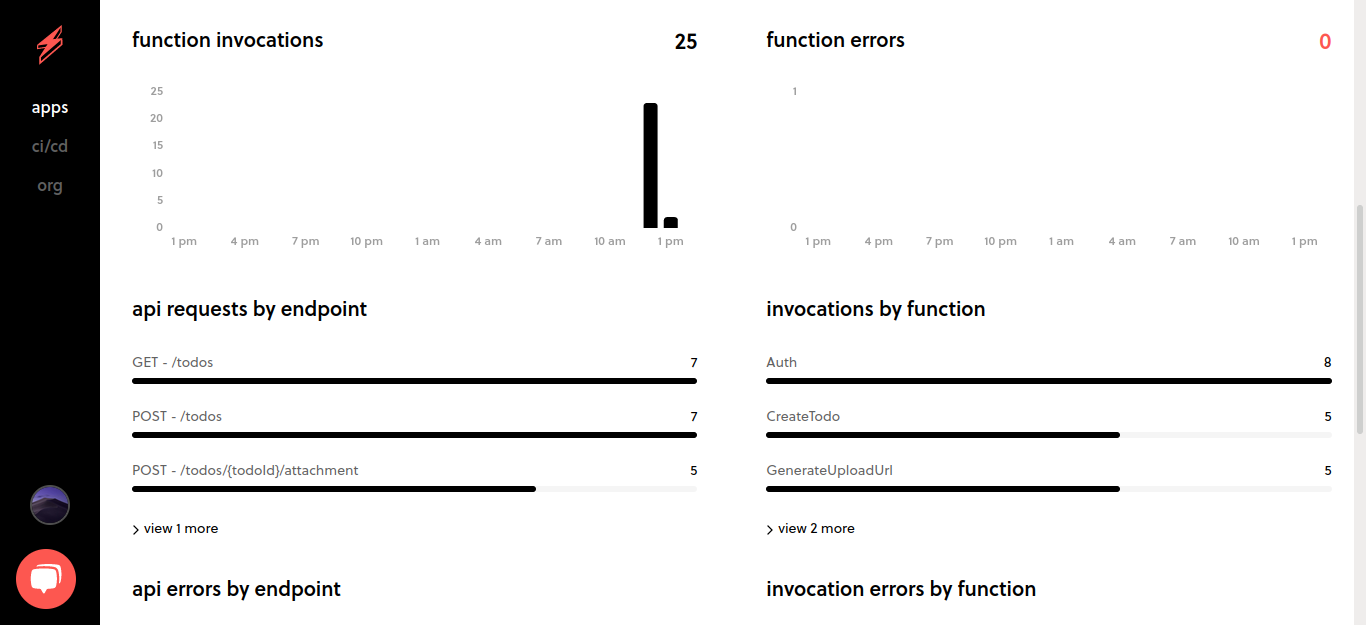 apps
ci/cd
org
function invocations 25
25
20
15
10
5
0
1 pm 4 pm 7 pm 10 pm 1 am 4 am 7 am 10 am 1 pm
function errors 0
1
0
1 pm 4 pm 7 pm 10 pm 1 am 4 am 7 am 10 am 1 pm
api requests by endpoint
GET - /todos 7
POST - /todos 7
POST - /todos/{todoId}/attachment 5
> view 1 more
invocations by function
Auth 8
CreateTodo 5
GenerateUploadUrl 5
> view 2 more
api errors by endpoint
invocation errors by function